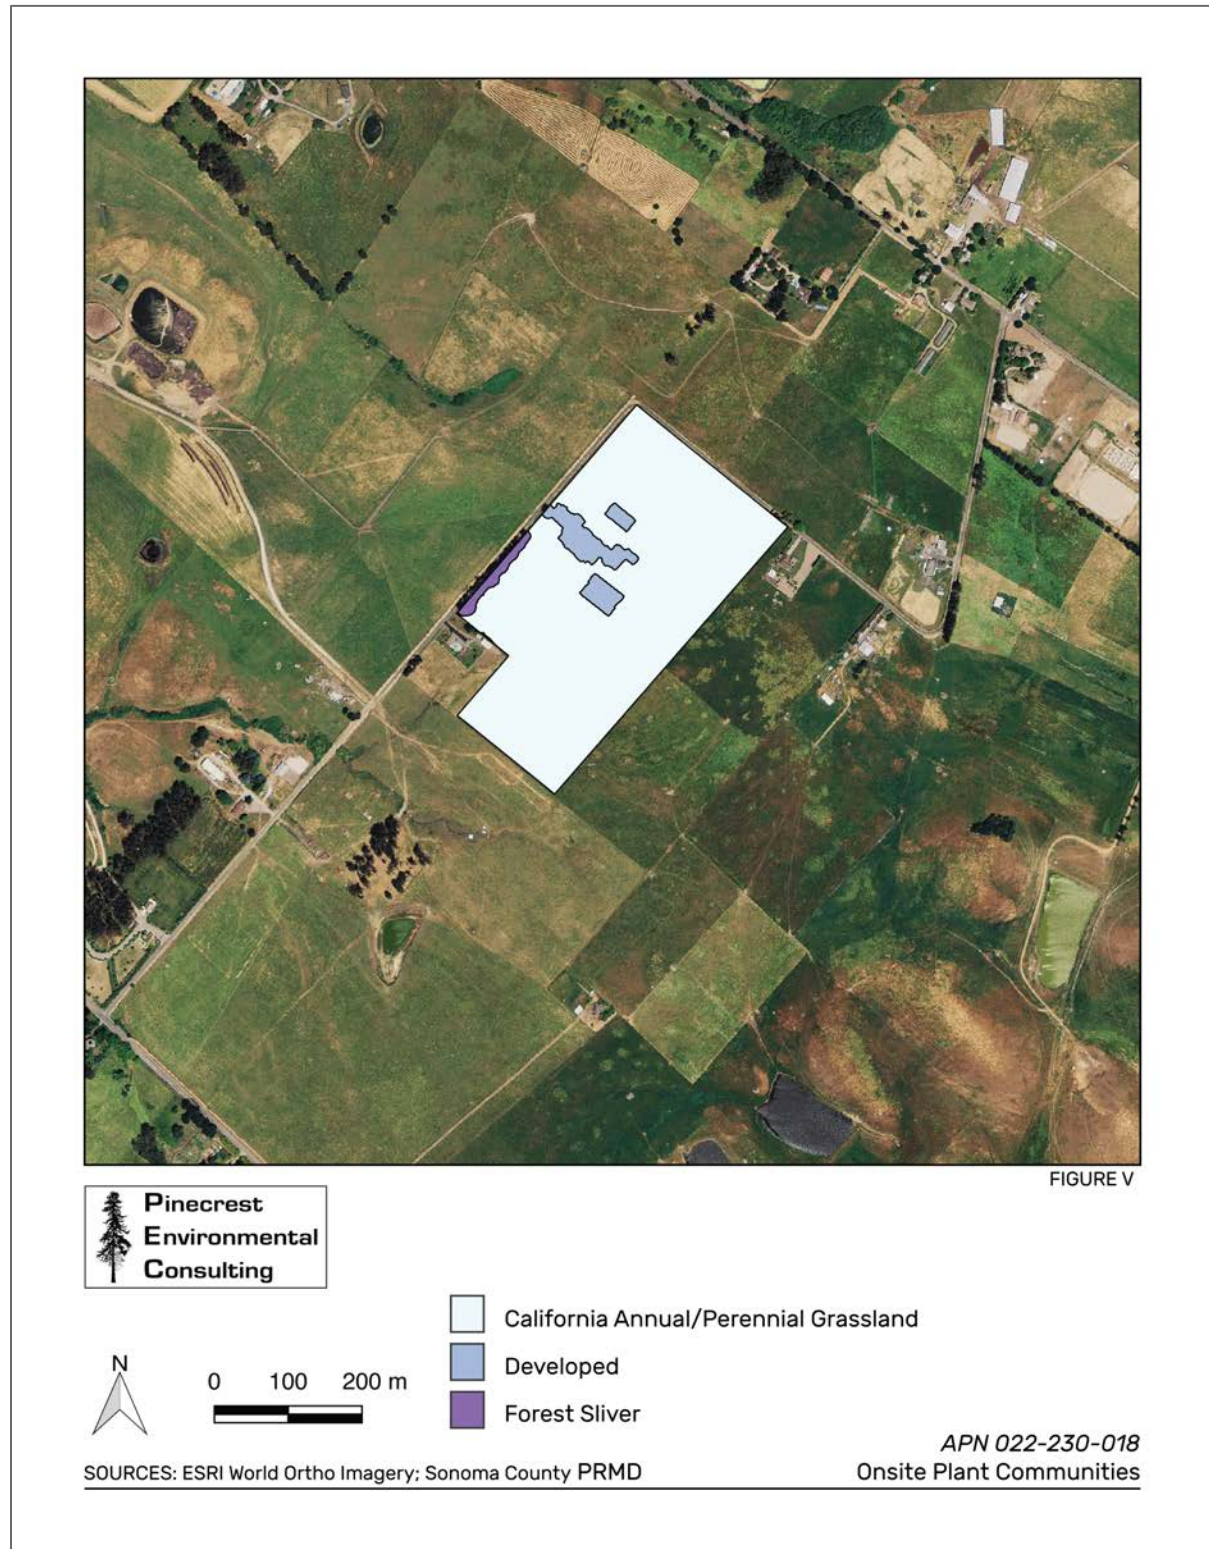 FIGURE V
Pinecrest
Environmental
Consulting
California Annual/Perennial Grassland
Developed
Forest Sliver
N
0 100 200 m
APN 022-230-018
SOURCES: ESRI World Ortho Imagery; Sonoma County PRMD
Onsite Plant Communities